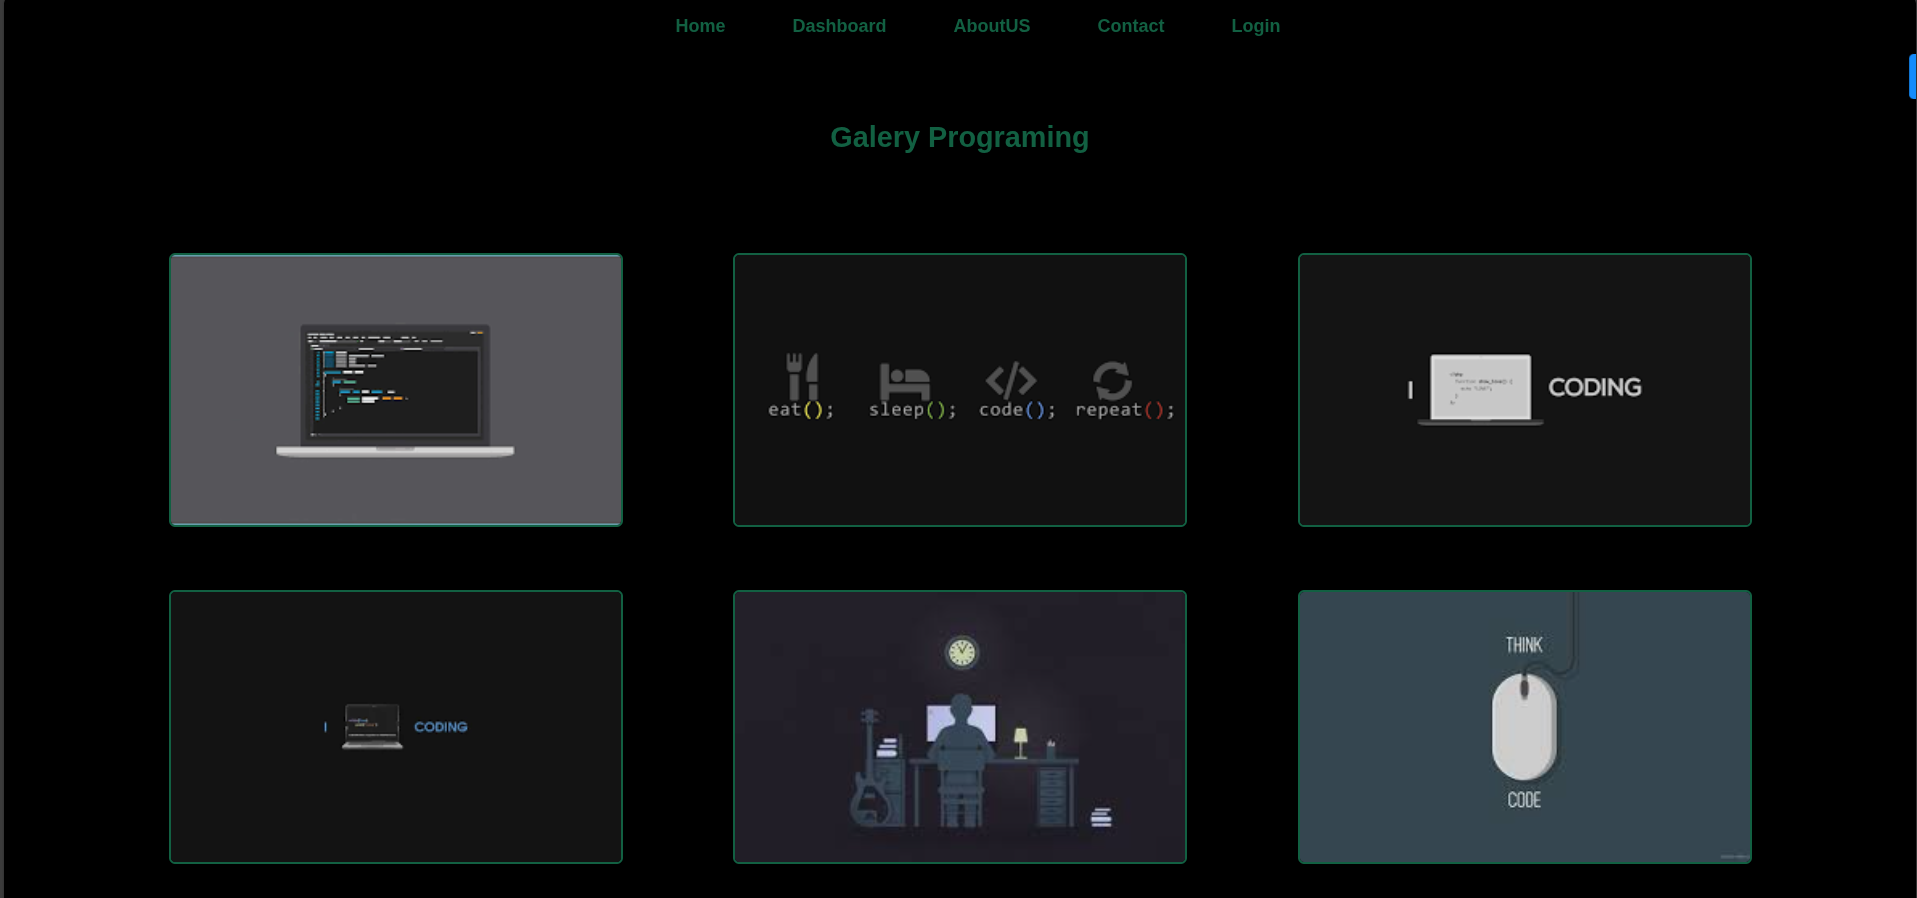 Home Dashboard AboutUS Contact Login
Galery Programing
eat(); sleep(); code(); repeat();
I CODING
I CODING
THINK
CODE